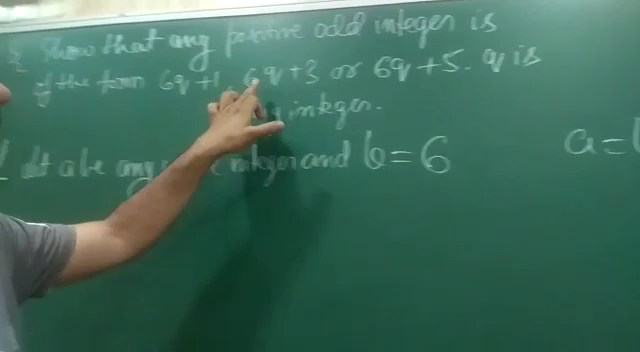 Show that any positive odd integer is
of the form 6q+1, 6q+3 or 6q+5. q is
integer.
let a be any integer and b=6
a=